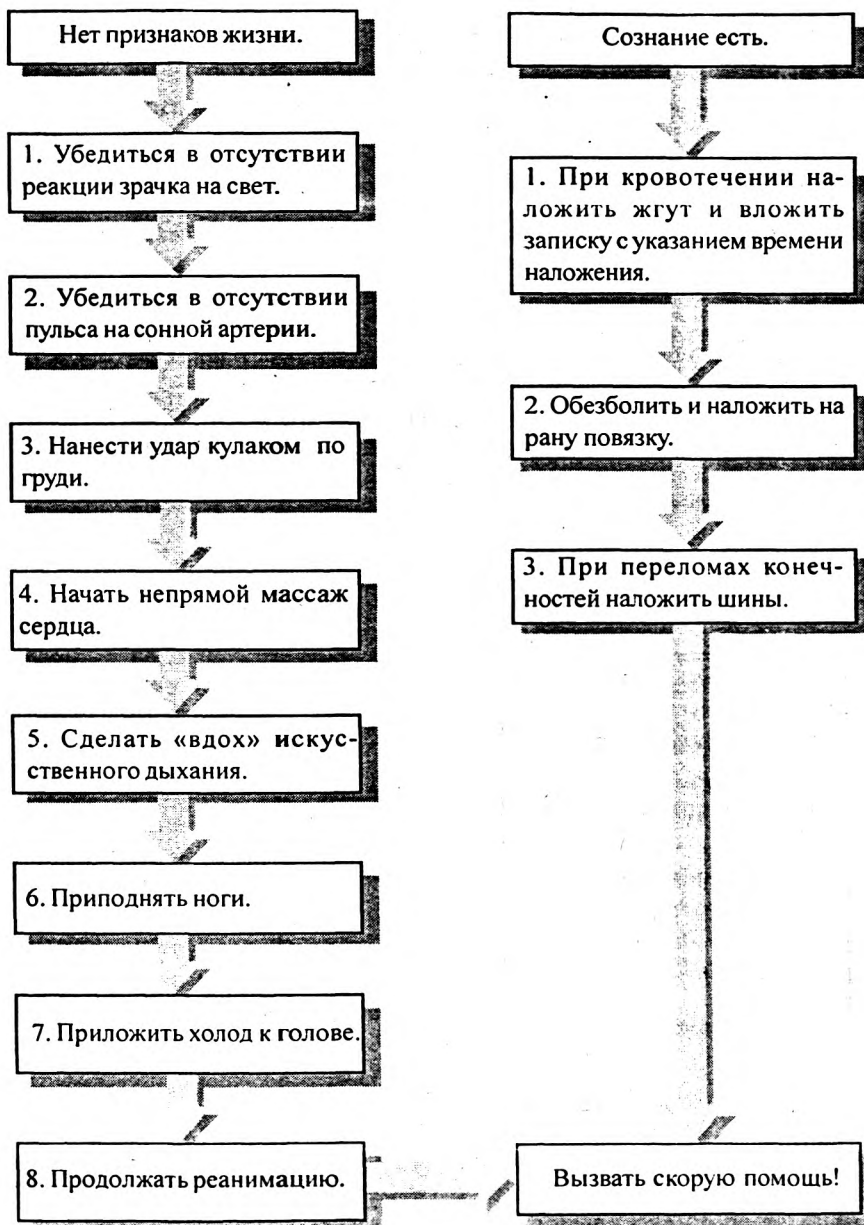 Нет признаков жизни.
1. Убедиться в отсутствии
реакции зрачка на свет.
2. Убедиться в отсутствии
пульса на сонной артерии.
3. Нанести удар кулаком по
груди.
4. Начать непрямой массаж
сердца.
5. Сделать «вдох» искус-
ственного дыхания.
6. Приподнять ноги.
7. Приложить холод к голове.
8. Продолжать реанимацию.
Сознание есть.
1. При кровотечении на-
ложить жгут и вложить
записку с указанием времени
наложения.
2. Обезболить и наложить на
рану повязку.
3. При переломах конеч-
ностей наложить шины.
Вызвать скорую помощь!